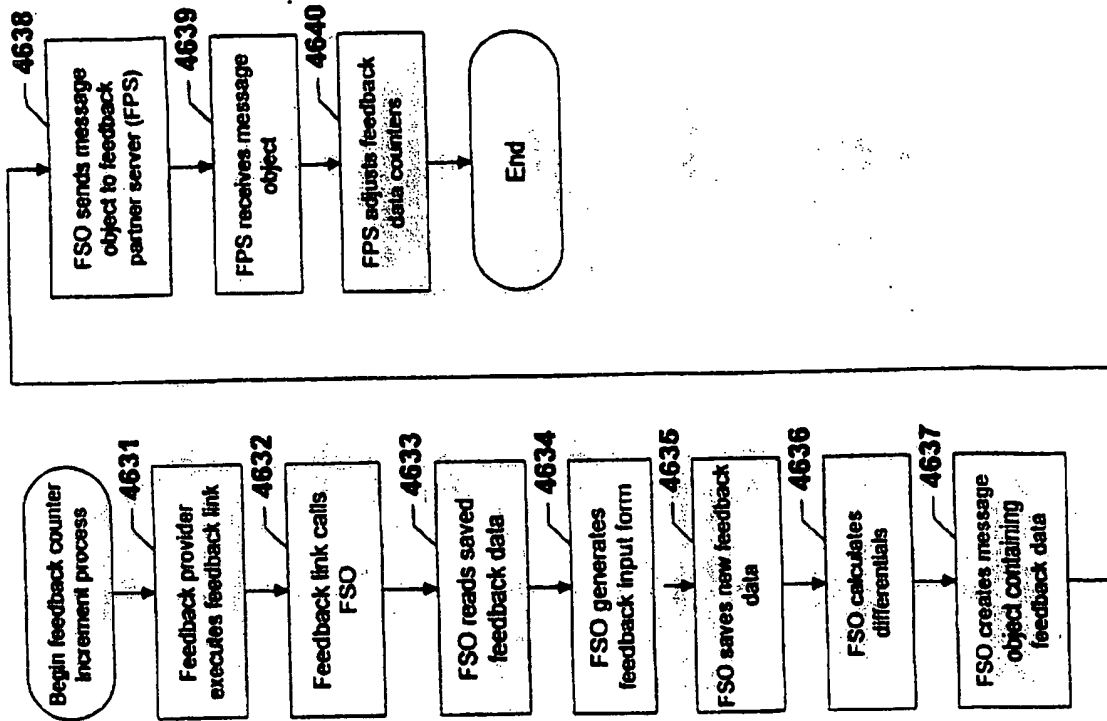 Begin feedback counter
increment process
4631
Feedback provider
executes feedback link
4632
Feedback link calls
FSO
4633
FSO reads saved
feedback data
4634
FSO generates
feedback input form
4635
FSO saves new feedback
data
4636
FSO calculates
differentials
4637
FSO creates message
object containing
feedback data
4638
FSO sends message
object to feedback
partner server (FPS)
4639
FPS receives message
object
4640
FPS adjusts feedback
data counters
End